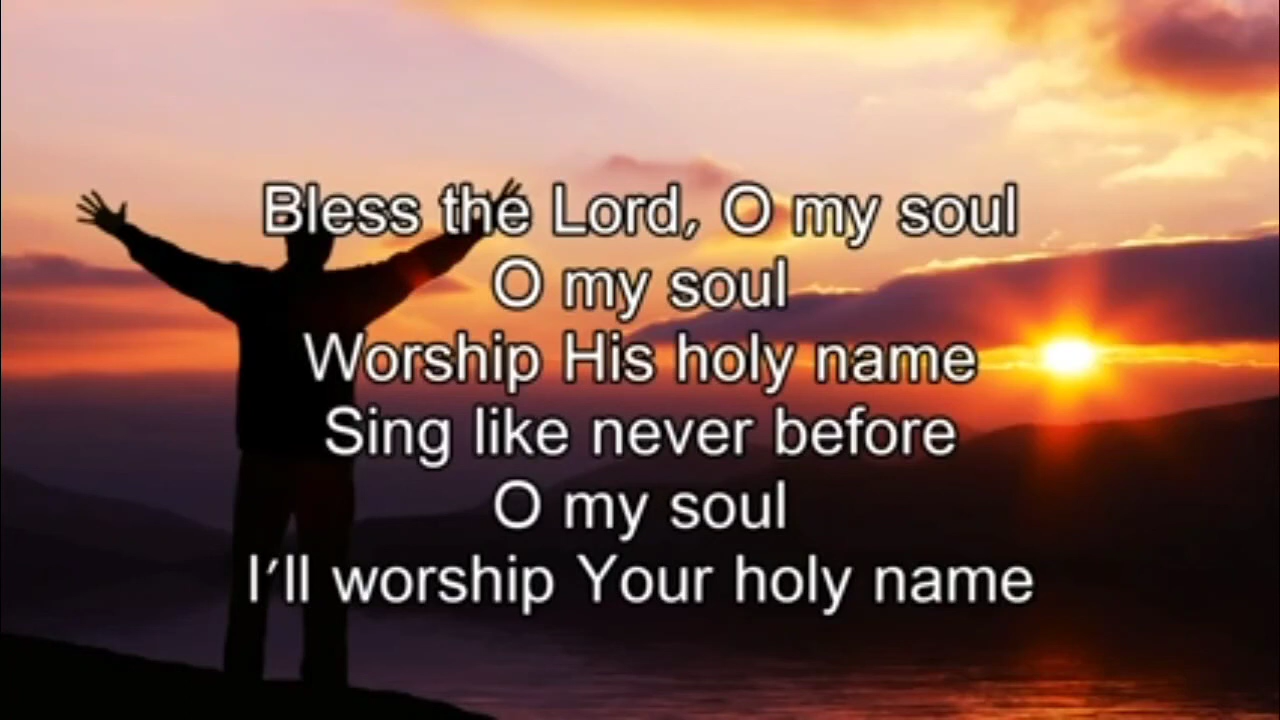 Bless the Lord, O my soul
O my soul
Worship His holy name
Sing like never before
O my soul
I'll worship Your holy name